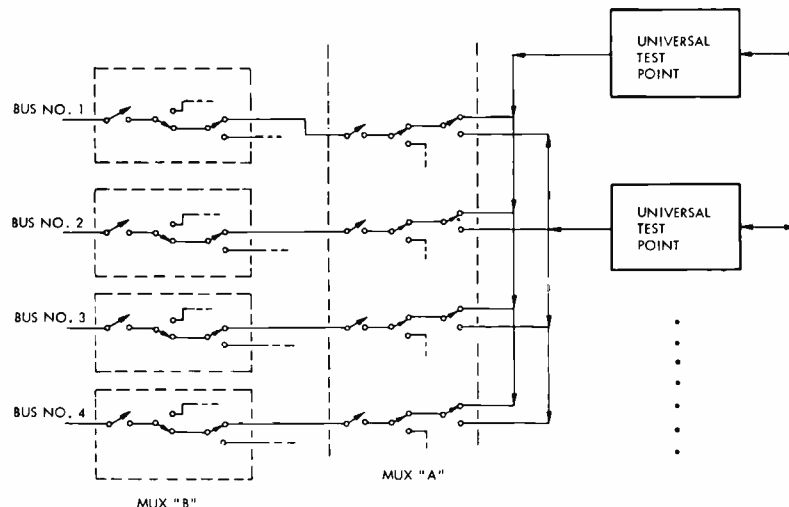 UNIVERSAL
TEST
POINT
BUS NO. 1
BUS NO. 2
UNIVERSAL
TEST
POINT
BUS NO. 3
BUS NO. 4
MUX "A"
MUX "B"